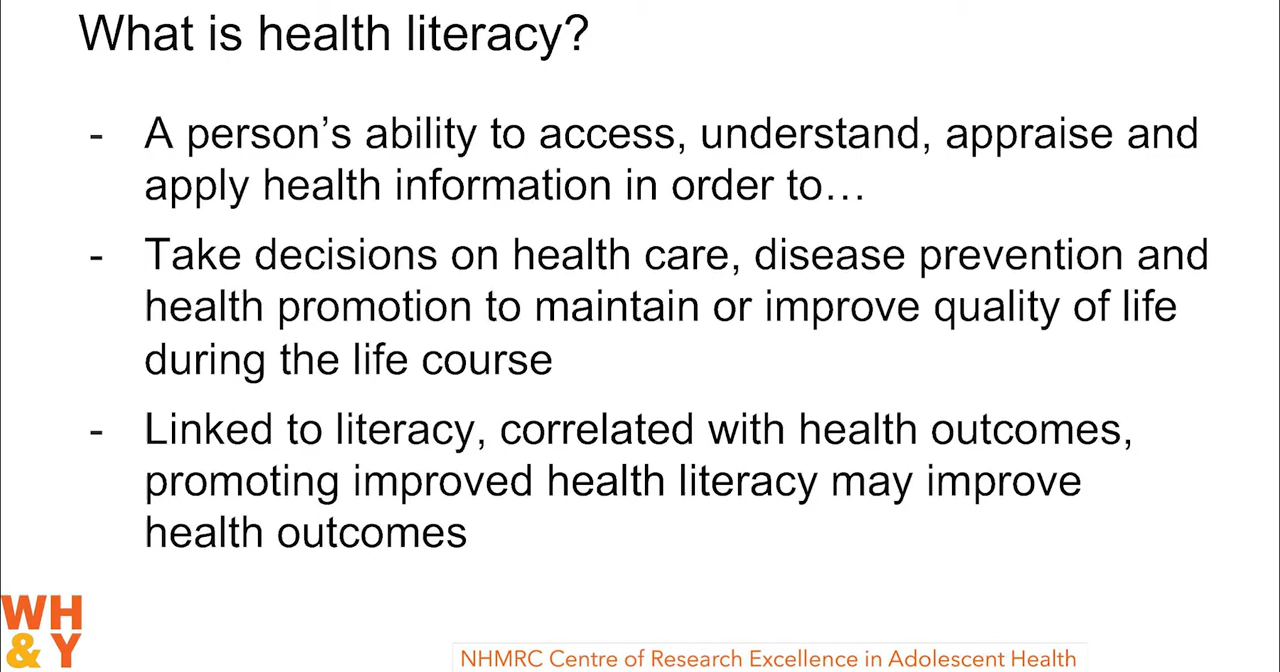 What is health literacy?
- A person’s ability to access, understand, appraise and
apply health information in order to…
- Take decisions on health care, disease prevention and
health promotion to maintain or improve quality of life
during the life course
- Linked to literacy, correlated with health outcomes,
promoting improved health literacy may improve
health outcomes
WH
& Y
NHMRC Centre of Research Excellence in Adolescent Health